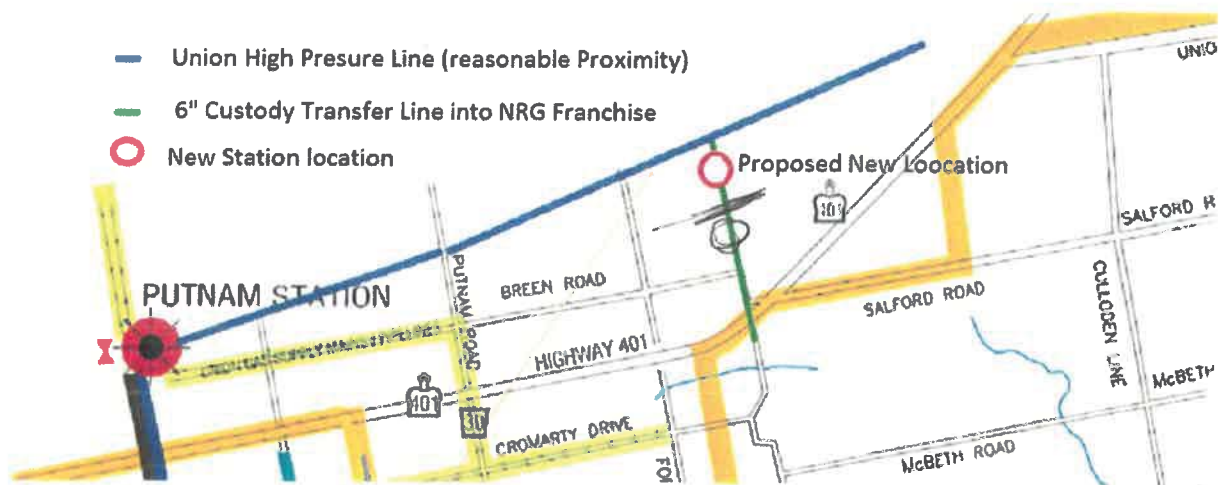 Union High Presure Line (reasonable Proximity)
6" Custody Transfer Line into NRG Franchise
New Station location
Proposed New Loocation
UNIO
401
SALFORD R
PUTNAM STATION
PUTNAM ROAD
BREEN ROAD
SALFORD ROAD
CULLODEN LINE
HIGHWAY 401
401
30
McBETH
CROMARTY DRIVE
McBETH ROAD